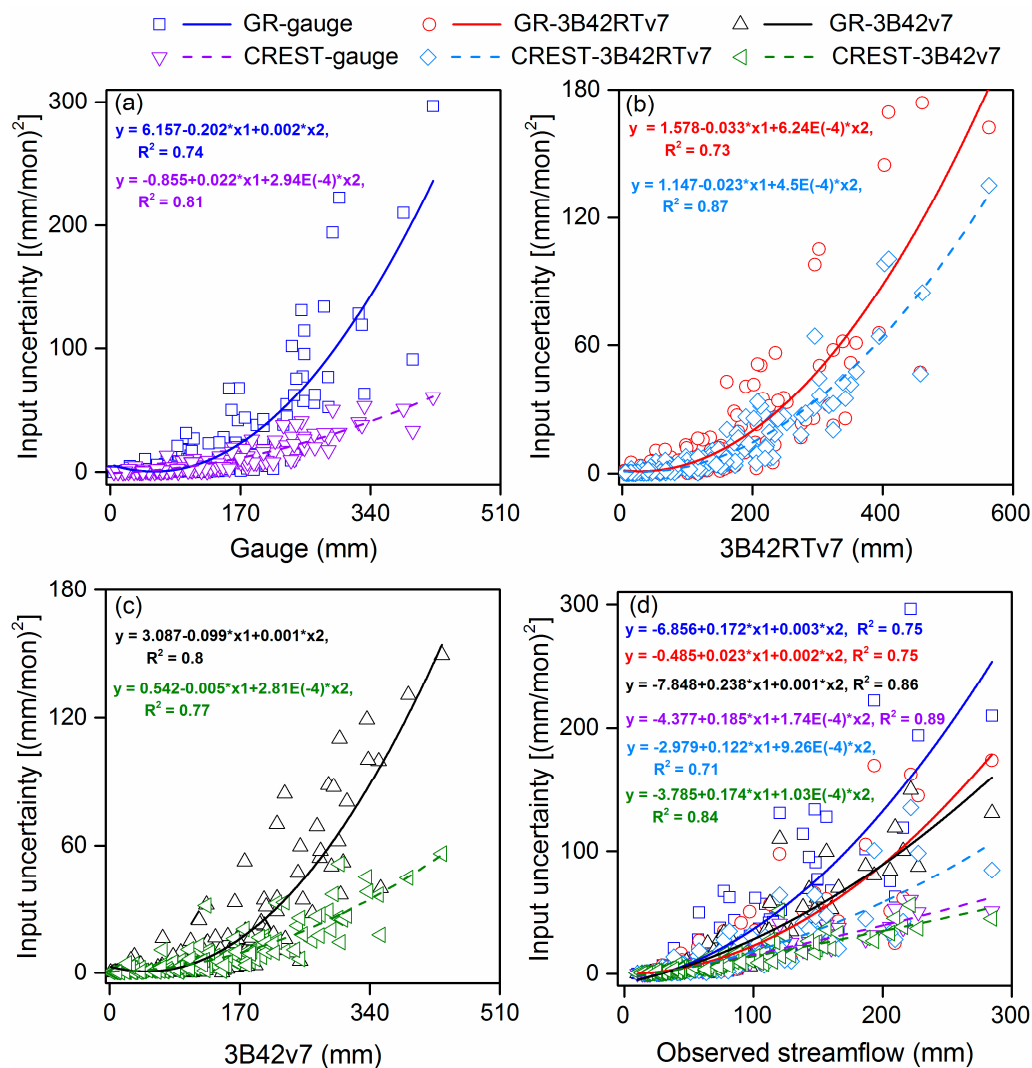 GR-gauge GR-3B42RTv7 GR-3B42v7
CREST-gauge CREST-3B42RTv7 CREST-3B42v7
(a)
y = 6.157-0.202*x1+0.002*x2,
R² = 0.74
y = -0.855+0.022*x1+2.94E(-4)*x2,
R² = 0.81
300
200
100
0
Input uncertainty [(mm/mon)²]
0 170 340 510
Gauge (mm)
(b)
y = 1.578-0.033*x1+6.24E(-4)*x2,
R² = 0.73
y = 1.147-0.023*x1+4.5E(-4)*x2,
R² = 0.87
180
120
60
0
Input uncertainty [(mm/mon)²]
0 200 400 600
3B42RTv7 (mm)
(c)
y = 3.087-0.099*x1+0.001*x2,
R² = 0.8
y = 0.542-0.005*x1+2.81E(-4)*x2,
R² = 0.77
180
120
60
0
Input uncertainty [(mm/mon)²]
0 170 340 510
3B42v7 (mm)
(d)
y = -6.856+0.172*x1+0.003*x2, R² = 0.75
y = -0.485+0.023*x1+0.002*x2, R² = 0.75
y = -7.848+0.238*x1+0.001*x2, R² = 0.86
y = -4.377+0.185*x1+1.74E(-4)*x2, R² = 0.89
y = -2.979+0.122*x1+9.26E(-4)*x2,
R² = 0.71
y = -3.785+0.174*x1+1.03E(-4)*x2,
R² = 0.84
300
200
100
0
Input uncertainty [(mm/mon)²]
0 100 200 300
Observed streamflow (mm)